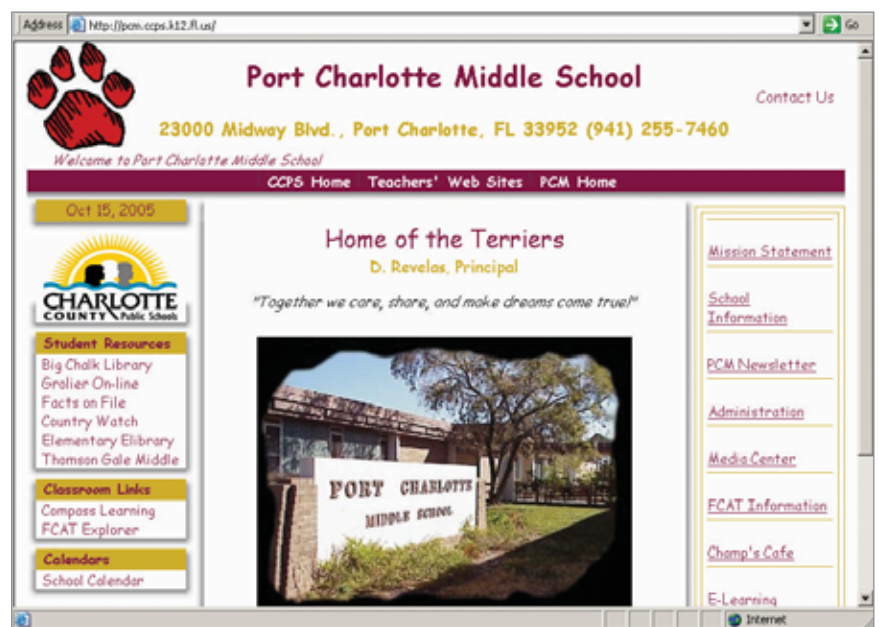 Address http://pcm.ccps.k12.fl.us/ Go
Port Charlotte Middle School
Contact Us
23000 Midway Blvd., Port Charlotte, FL 33952 (941) 255-7460
Welcome to Port Charlotte Middle School
CCPS Home Teachers' Web Sites PCM Home
Oct 15, 2005
CHARLOTTE
COUNTY Public Schools
Student Resources
Big Chalk Library
Grolier On-line
Facts on File
Country Watch
Elementary Elibrary
Thomson Gale Middle
Classroom Links
Compass Learning
FCAT Explorer
Calendars
School Calendar
Home of the Terriers
D. Revelas, Principal
"Together we care, share, and make dreams come true!"
PORT CHARLOTTE
MIDDLE SCHOOL
Mission Statement
School
Information
PCM Newsletter
Administration
Media Center
FCAT Information
Champ's Cafe
E-Learning
Internet